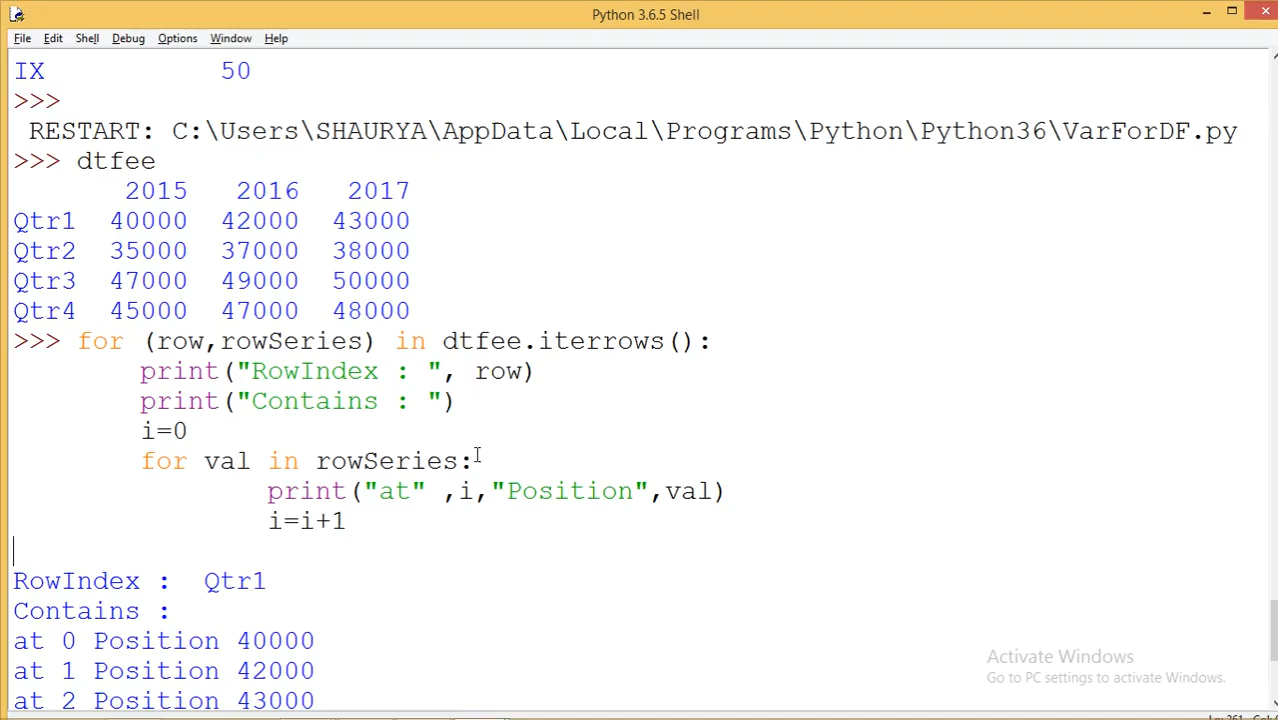 Python 3.6.5 Shell
File Edit Shell Debug Options Window Help
IX 50
>>>
RESTART: C:\Users\SHAURYA\AppData\Local\Programs\Python\Python36\VarForDF.py
>>> dtfee
2015 2016 2017
Qtr1 40000 42000 43000
Qtr2 35000 37000 38000
Qtr3 47000 49000 50000
Qtr4 45000 47000 48000
>>> for (row,rowSeries) in dtfee.iterrows():
print("RowIndex : ", row)
print("Contains : ")
i=0
for val in rowSeries:
print("at" ,i,"Position",val)
i=i+1
RowIndex : Qtr1
Contains :
at 0 Position 40000
at 1 Position 42000
at 2 Position 43000
Activate Windows
Go to PC settings to activate Windows.